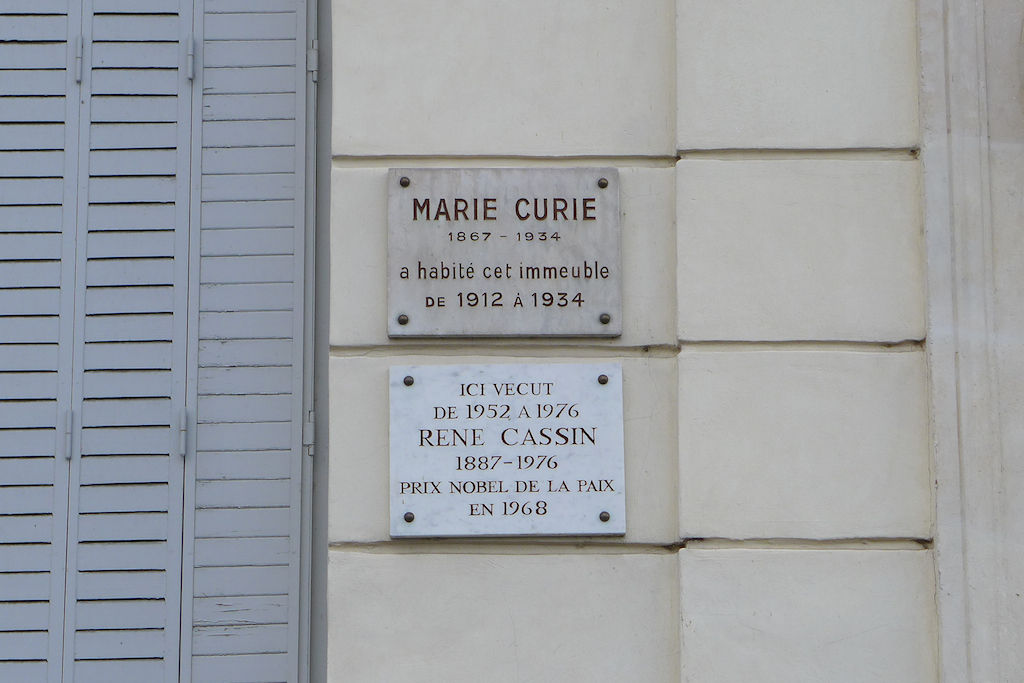 MARIE CURIE
1867 - 1934
a habité cet immeuble
DE 1912 À 1934
ICI VECUT
DE 1952 A 1976
RENE CASSIN
1887-1976
PRIX NOBEL DE LA PAIX
EN 1968